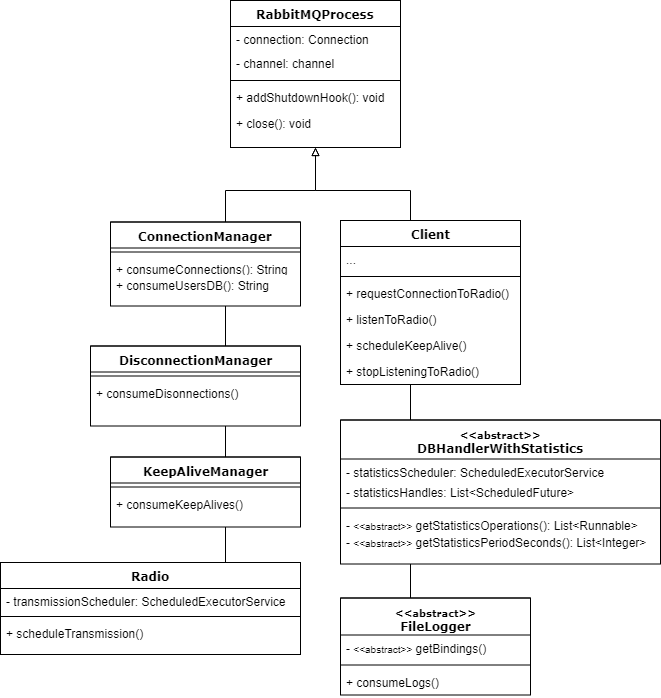 RabbitMQProcess
- connection: Connection
- channel: channel
+ addShutdownHook(): void
+ close(): void
ConnectionManager
+ consumeConnections(): String
+ consumeUsersDB(): String
Client
...
+ requestConnectionToRadio()
+ listenToRadio()
+ scheduleKeepAlive()
+ stopListeningToRadio()
DisconnectionManager
+ consumeDisonnections()
KeepAliveManager
+ consumeKeepAlives()
<<abstract>>
DBHandlerWithStatistics
- statisticsScheduler: ScheduledExecutorService
- statisticsHandles: List<ScheduledFuture>
- <<abstract>> getStatisticsOperations(): List<Runnable>
- <<abstract>> getStatisticsPeriodSeconds(): List<Integer>
Radio
- transmissionScheduler: ScheduledExecutorService
+ scheduleTransmission()
<<abstract>>
FileLogger
- <<abstract>> getBindings()
+ consumeLogs()